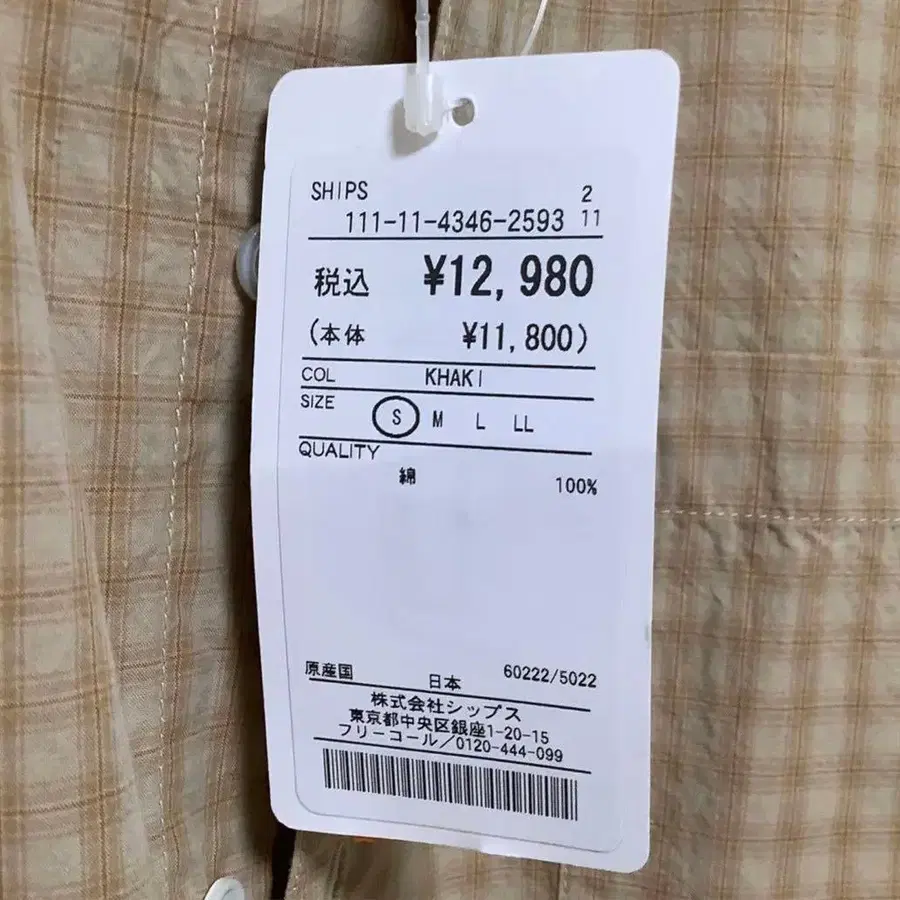 SHIPS 2
111-11-4346-2593 11
税込 ¥12,980
(本体 ¥11,800)
COL KHAKI
SIZE S M L LL
QUALITY
綿 100%
原産国 日本 60222/5022
株式会社シップス
東京都中央区銀座1-20-15
フリーコール/0120-444-099